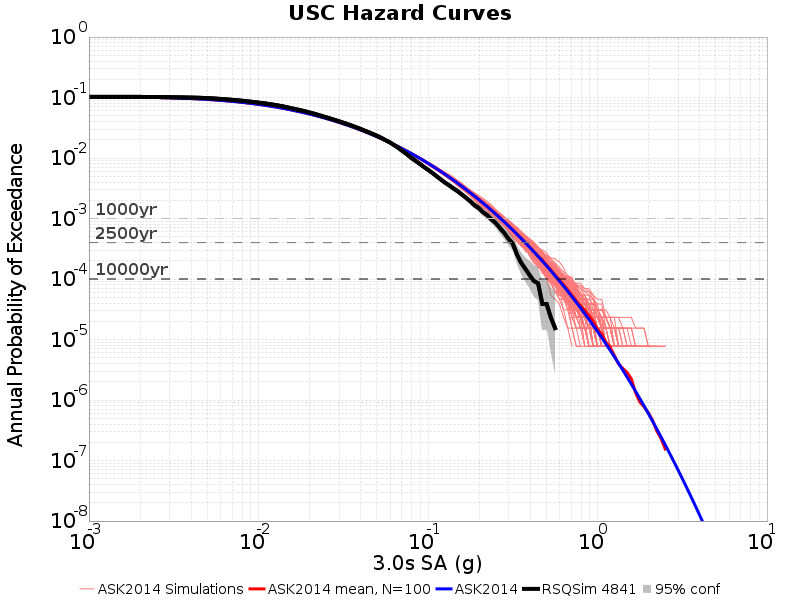 USC Hazard Curves
Annual Probability of Exceedance
10^0
10^-1
10^-2
10^-3
10^-4
10^-5
10^-6
10^-7
10^-8
1000yr
2500yr
10000yr
10^-3 10^-2 10^-1 10^0 10^1
3.0s SA (g)
ASK2014 Simulations ASK2014 mean, N=100 ASK2014 RSQSim 4841 95% conf